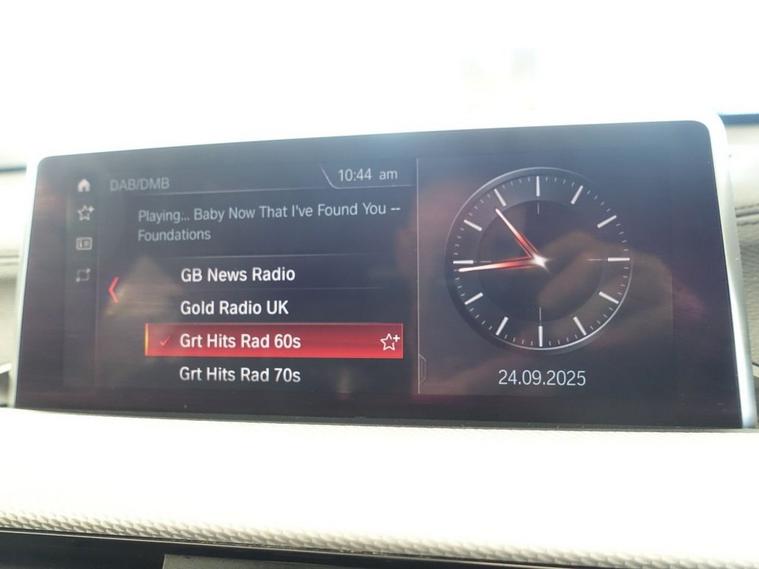 DAB/DMB
10:44 am
Playing... Baby Now That I've Found You --
Foundations
GB News Radio
Gold Radio UK
Grt Hits Rad 60s
Grt Hits Rad 70s
24.09.2025